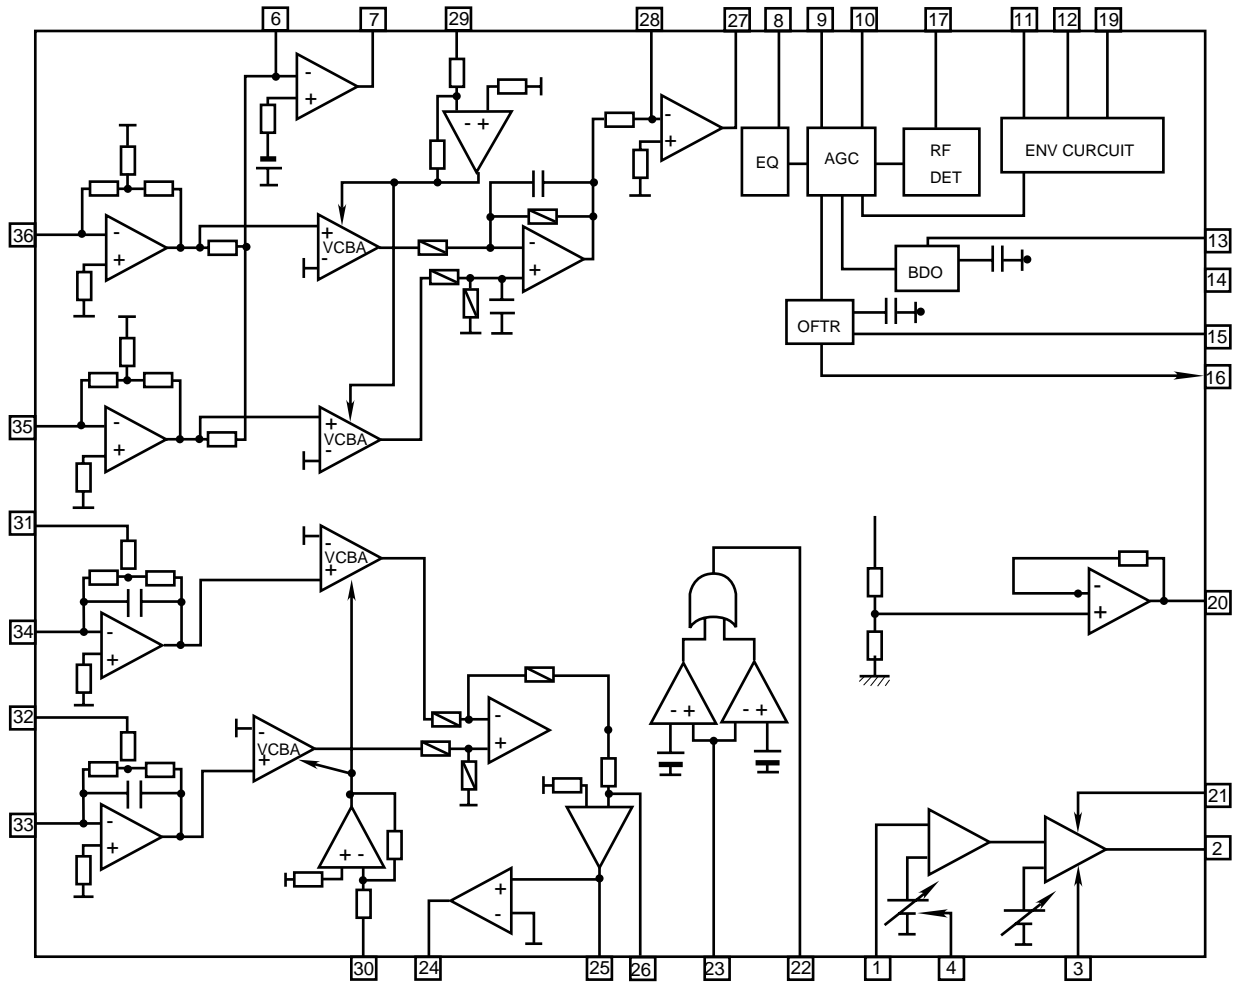 6 7 29 28 27 8 9 10 17 11 12 19
- +
- +
- +
EQ
AGC
RF
DET
ENV CURCUIT
36
- +
+ VCBA -
- +
13
BDO
14
OFTR
15
16
35
- +
+ VCBA -
31
- VCBA +
34
- +
- +
20
32
- VCBA +
- +
- + - +
33
- +
+ -
21
2
+ -
30 24 25 26 23 22 1 4 3